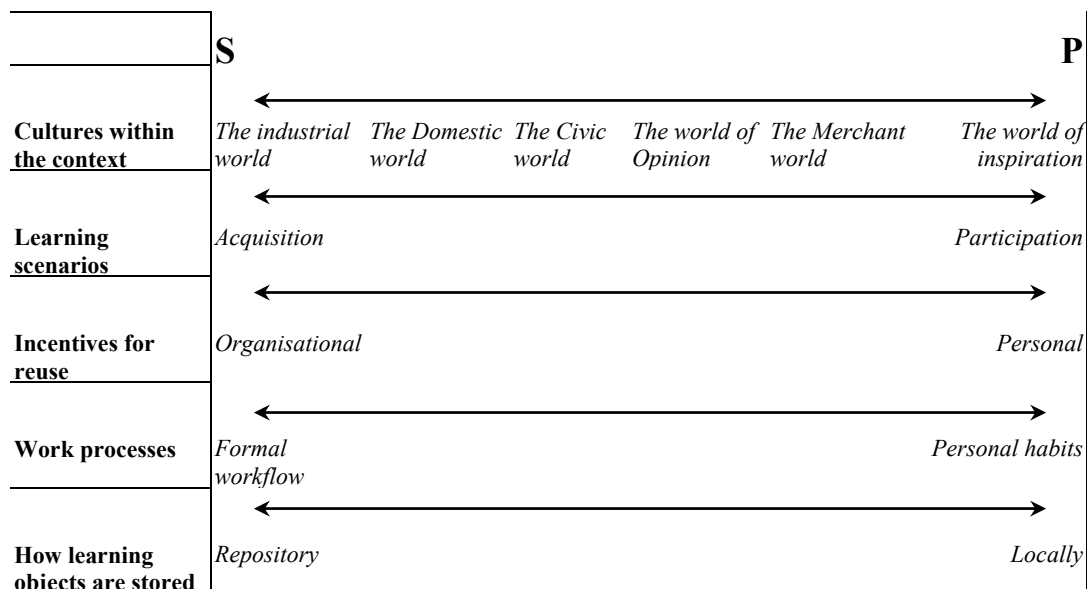 S P
Cultures within The industrial The Domestic The Civic The world of The Merchant The world of
the context world world world Opinion world inspiration
Learning Acquisition Participation
scenarios
Incentives for Organisational Personal
reuse
Work processes Formal Personal habits
workflow
How learning Repository Locally
objects are stored